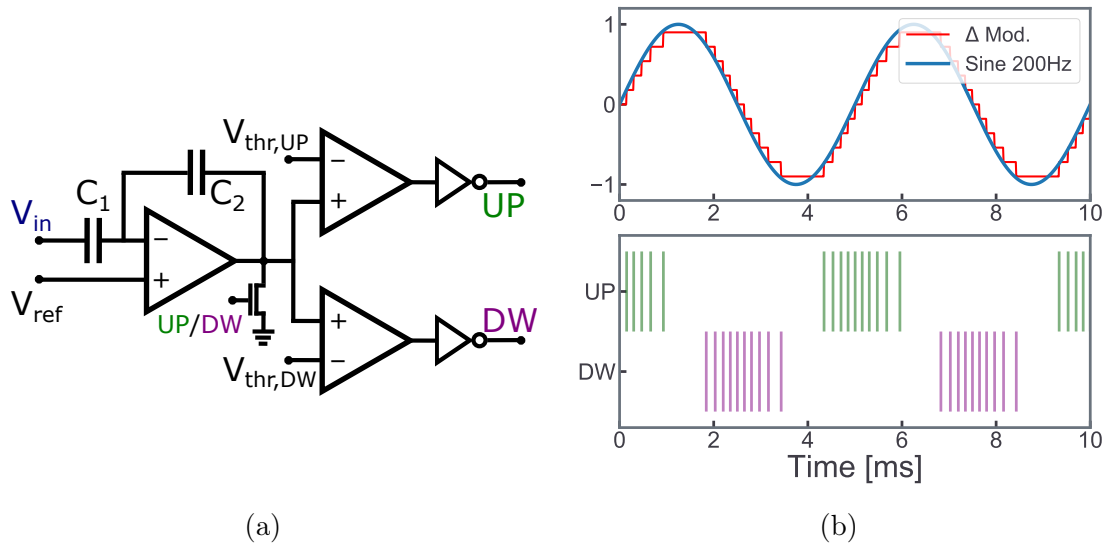 V_thr,UP
C_1
C_2
V_in
V_ref
− +
− +
+ −
UP
UP/DW
DW
V_thr,DW
(a)
1
0
−1
Δ Mod.
Sine 200Hz
0 2 4 6 8 10
UP
DW
0 2 4 6 8 10
Time [ms]
(b)